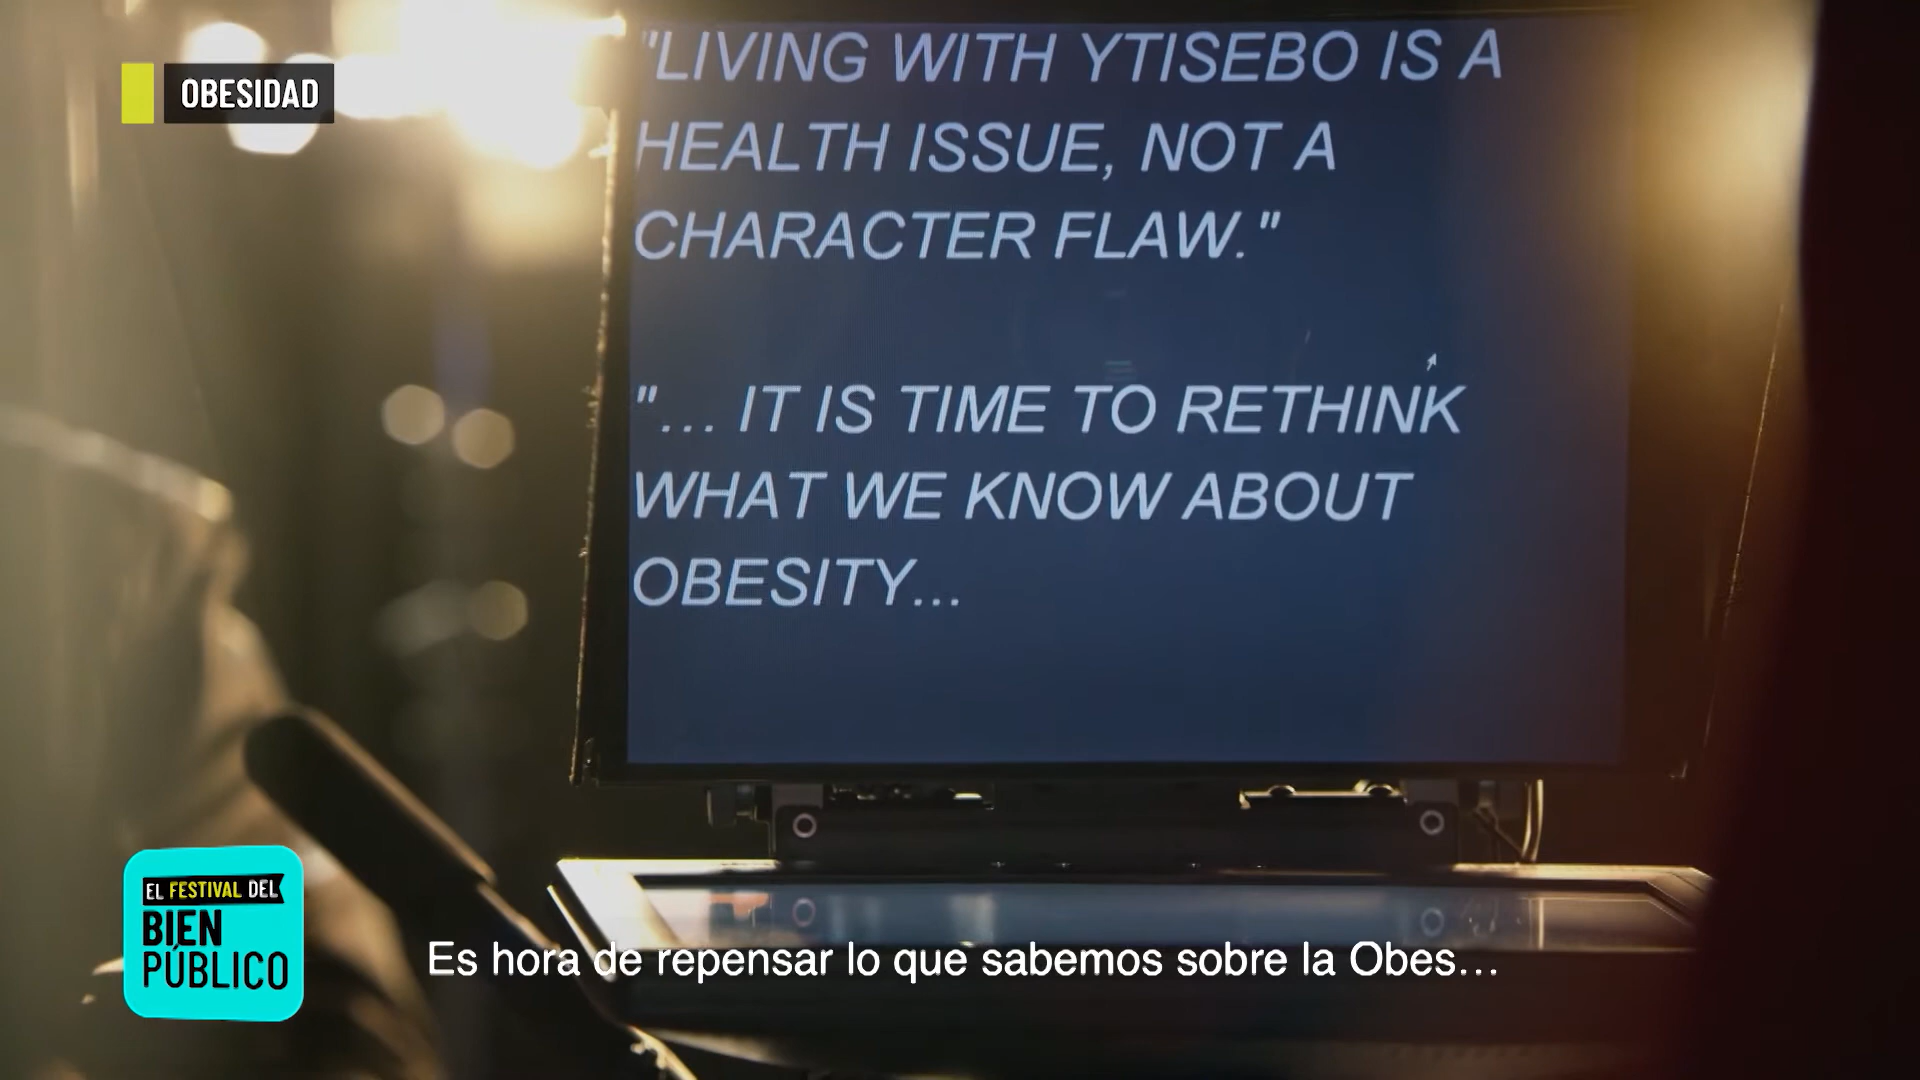 OBESIDAD
"LIVING WITH YTISEBO IS A
HEALTH ISSUE, NOT A
CHARACTER FLAW."
"... IT IS TIME TO RETHINK
WHAT WE KNOW ABOUT
OBESITY...
EL FESTIVAL DEL
BIEN
PÚBLICO
Es hora de repensar lo que sabemos sobre la Obes...